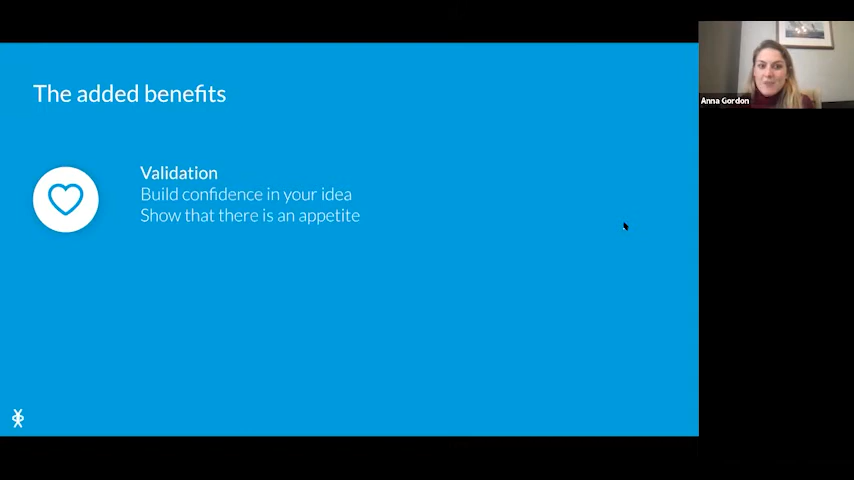 The added benefits
Validation
Build confidence in your idea
Show that there is an appetite
Anna Gordon